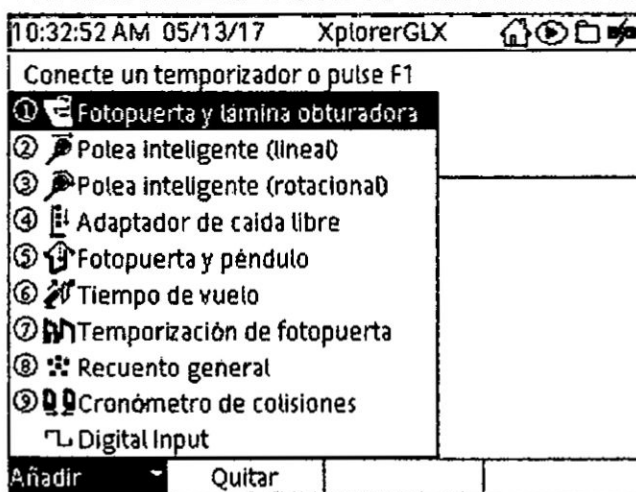 10:32:52 AM 05/13/17 XplorerGLX
Conecte un temporizador o pulse F1
① Fotopuerta y lámina obturadora
② Polea inteligente (lineal)
③ Polea inteligente (rotacional)
④ Adaptador de caida libre
⑤ Fotopuerta y péndulo
⑥ Tiempo de vuelo
⑦ Temporización de fotopuerta
⑧ Recuento general
⑨ Cronómetro de colisiones
Digital Input
Añadir Quitar